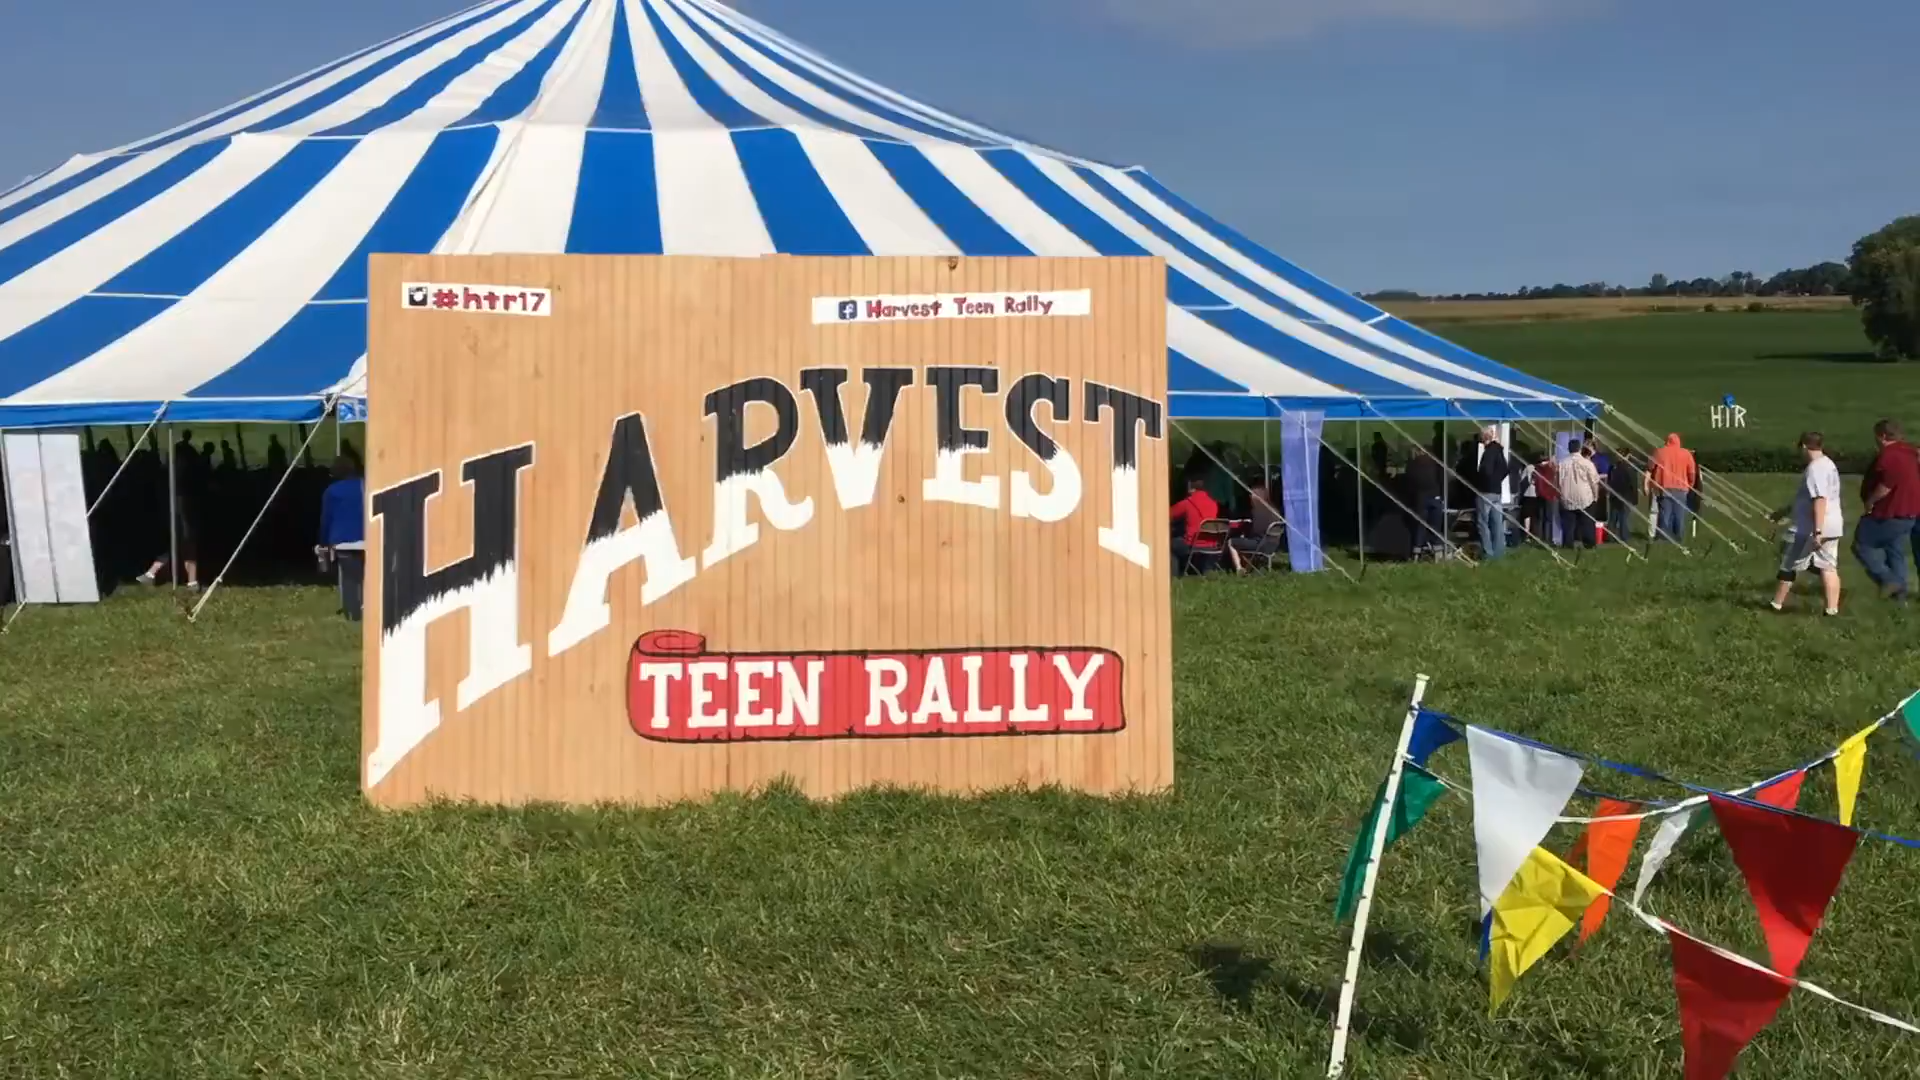 #htr17
Harvest Teen Rally
HARVEST
TEEN RALLY
HTR